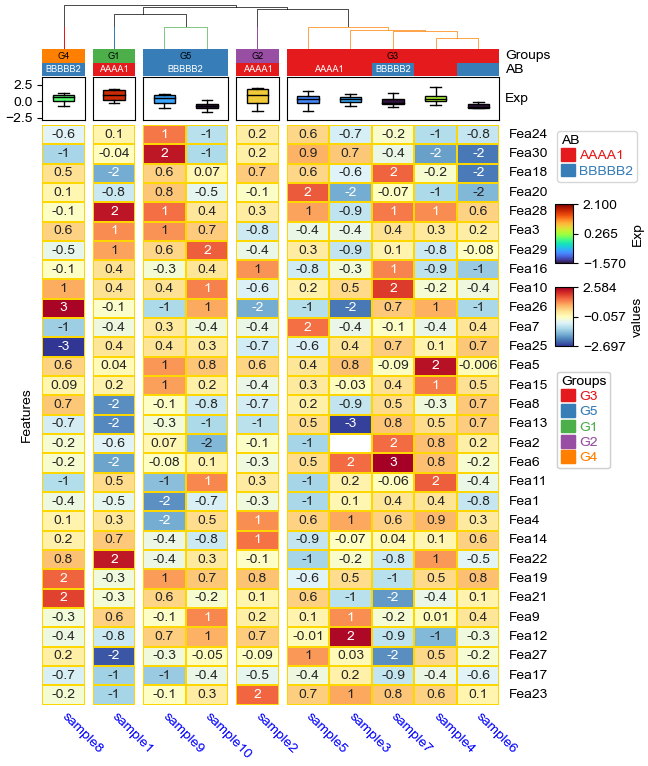 G4 G1 G5 G2 G3 Groups
BBBBB2 AAAA1 BBBBB2 AAAA1 AAAA1 BBBBB2 AB
2.5
0.0
−2.5
Exp
-0.6 0.1 1 -1 0.2 0.6 -0.7 -0.2 -1 -0.8 Fea24
-1 -0.04 2 -1 0.2 0.9 0.7 -0.4 -2 -2 Fea30
0.5 -2 0.6 0.07 0.7 0.6 -0.6 2 -0.2 -2 Fea18
0.1 -0.8 0.8 -0.5 -0.1 2 -2 -0.07 -1 -2 Fea20
-0.1 2 1 0.4 0.3 1 -0.9 1 1 0.6 Fea28
0.6 1 1 0.7 -0.8 -0.4 -0.4 0.4 0.3 0.2 Fea3
-0.5 1 0.6 2 -0.4 0.3 -0.9 0.1 -0.8 -0.08 Fea29
-0.1 0.4 -0.3 0.4 1 -0.8 -0.3 1 -0.9 -1 Fea16
1 0.4 0.4 1 -0.6 0.2 0.5 2 -0.2 -0.4 Fea10
3 -0.1 -1 1 -2 -1 -2 0.7 1 -1 Fea26
-1 -0.4 0.3 -0.4 -0.4 2 -0.4 -0.1 -0.4 0.4 Fea7
-3 0.4 0.4 0.3 -0.7 -0.6 0.4 0.7 0.1 0.7 Fea25
0.6 0.04 1 0.8 0.6 0.4 0.8 -0.09 2 -0.006 Fea5
0.09 0.2 1 0.2 -0.4 0.3 -0.03 0.4 1 0.5 Fea15
0.7 -2 -0.1 -0.8 -0.7 0.2 -0.9 0.5 -0.3 0.7 Fea8
-0.7 -2 -0.3 -1 -1 0.5 -3 0.8 0.5 0.7 Fea13
-0.2 -0.6 0.07 -2 -0.1 -1 2 0.8 0.2 Fea2
-0.2 -2 -0.08 0.1 -0.3 0.5 2 3 0.8 -0.2 Fea6
-1 0.5 -1 1 0.3 -1 0.2 -0.06 2 -0.4 Fea11
-0.4 -0.5 -2 -0.7 -0.3 -1 0.1 0.4 0.4 -0.8 Fea1
0.1 0.3 -2 0.5 1 0.6 1 0.6 0.9 0.3 Fea4
0.2 0.7 -0.4 -0.8 1 -0.9 -0.07 0.04 0.1 0.6 Fea14
0.8 2 -0.4 0.3 -0.1 -1 -0.2 -0.8 1 -0.5 Fea22
2 -0.3 1 0.7 0.8 -0.6 0.5 -1 0.5 0.8 Fea19
2 -0.3 0.6 -0.2 0.1 0.6 -1 -2 -0.4 0.1 Fea21
-0.3 0.6 -0.1 1 0.2 0.1 1 -0.2 0.01 0.4 Fea9
-0.4 -0.8 0.7 1 0.7 -0.01 2 -0.9 -1 -0.3 Fea12
0.2 -2 -0.3 -0.05 -0.09 1 0.03 -2 0.5 -0.2 Fea27
-0.7 -1 -1 -0.4 -0.5 -0.4 0.2 -0.9 -0.4 -0.6 Fea17
-0.2 -1 -0.1 0.3 2 0.7 1 0.8 0.6 0.1 Fea23
Features
sample8 sample1 sample9 sample10 sample2 sample5 sample3 sample7 sample4 sample6
AB
AAAA1
BBBBB2
2.100
0.265
−1.570
Exp
2.584
−0.057
−2.697
values
Groups
G3
G5
G1
G2
G4